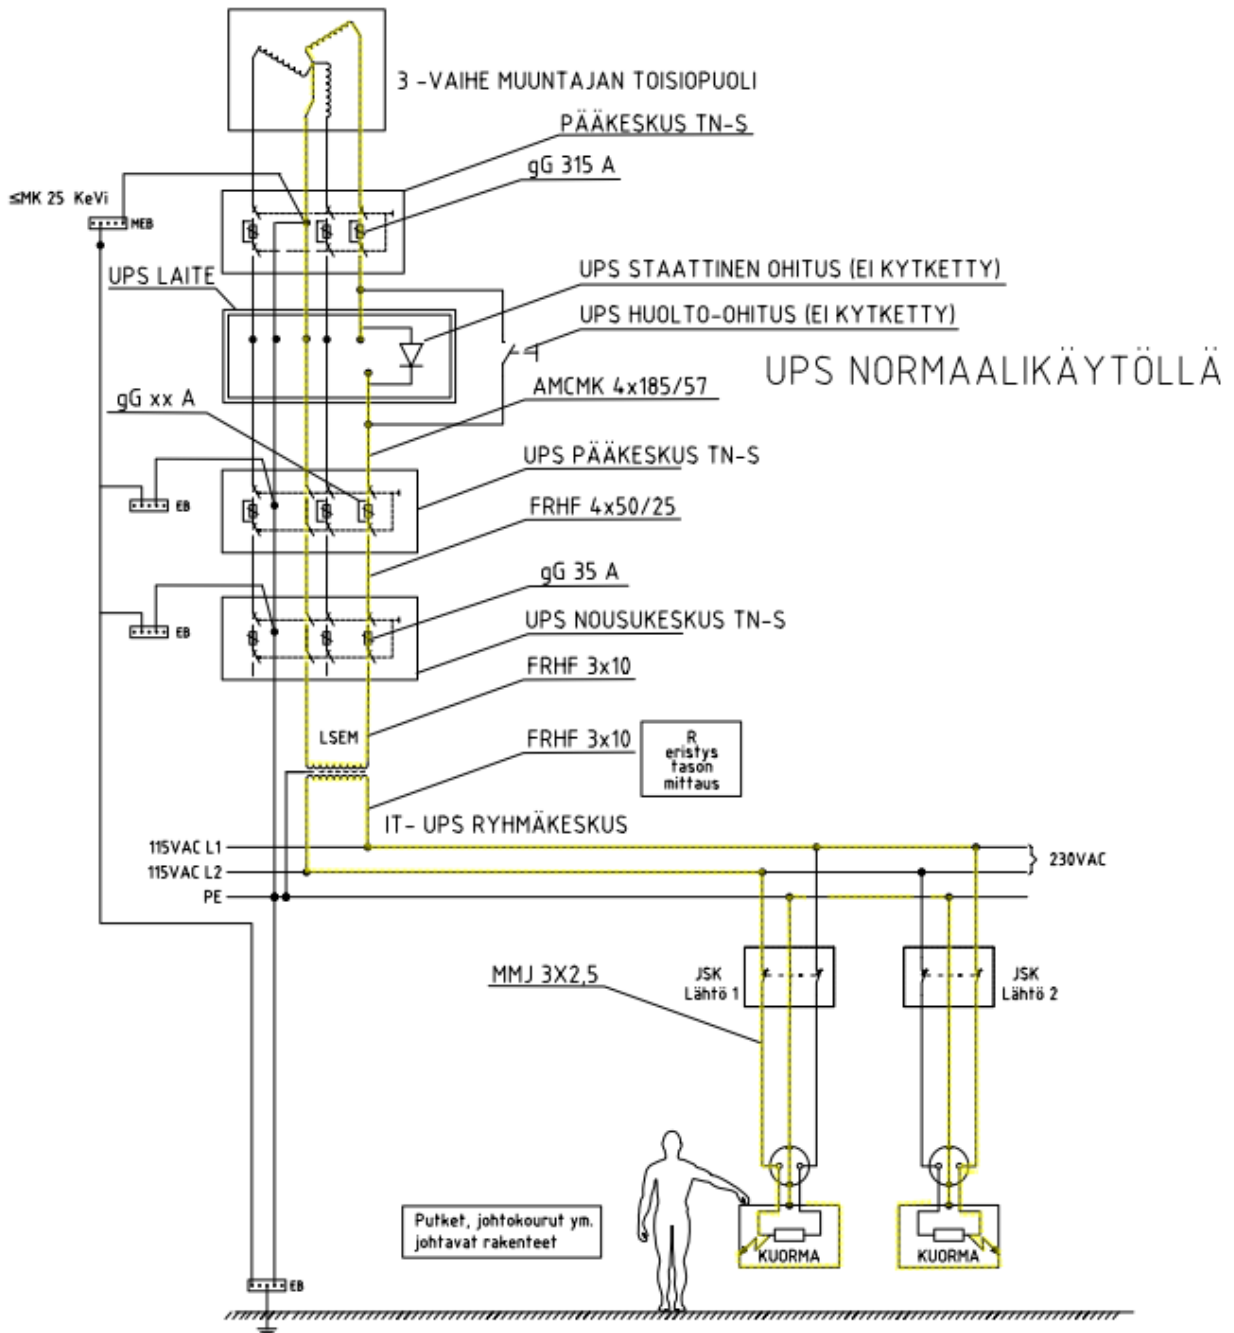 3 -VAIHE MUUNTAJAN TOISIOPUOLI
PÄÄKESKUS TN-S
gG 315 A
≤MK 25 KeVi
MEB
UPS LAITE
UPS STAATTINEN OHITUS (EI KYTKETTY)
UPS HUOLTO-OHITUS (EI KYTKETTY)
UPS NORMAALIKÄYTÖLLÄ
gG xx A
AMCMK 4x185/57
UPS PÄÄKESKUS TN-S
EB
FRHF 4x50/25
gG 35 A
EB
UPS NOUSUKESKUS TN-S
FRHF 3x10
LSEM
FRHF 3x10
R
eristys
tason
mittaus
IT- UPS RYHMÄKESKUS
115VAC L1
115VAC L2
230VAC
PE
MMJ 3X2,5
JSK
Lähtö 1
JSK
Lähtö 2
Putket, johtokourut ym.
johtavat rakenteet
KUORMA
KUORMA
EB